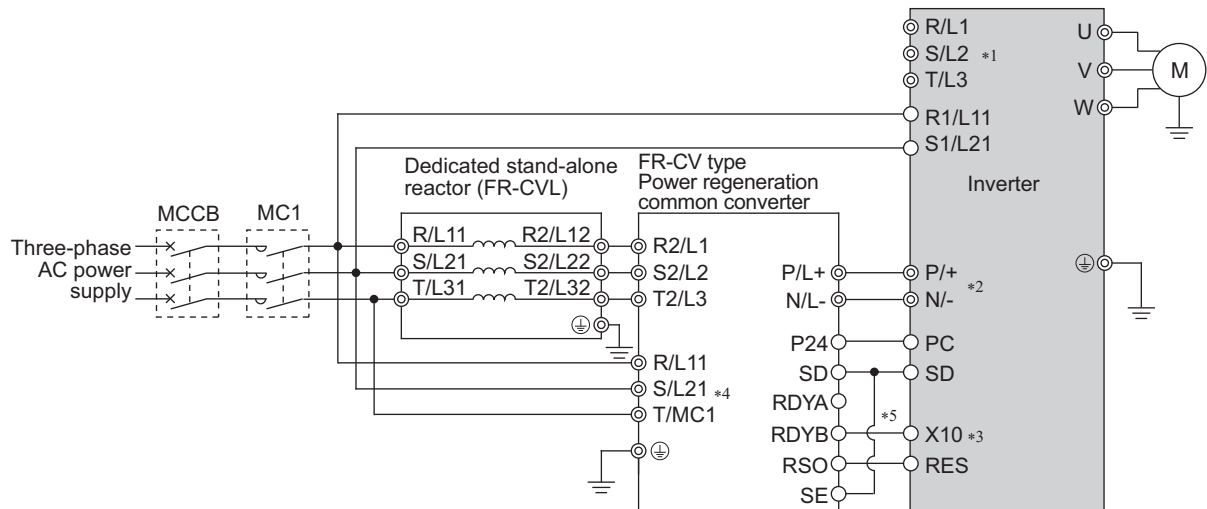 MCCB
MC1
Three-phase
AC power
supply
Dedicated stand-alone
reactor (FR-CVL)
R/L11 R2/L12
S/L21 S2/L22
T/L31 T2/L32
FR-CV type
Power regeneration
common converter
R2/L1
S2/L2
T2/L3
R/L11
S/L21 *4
T/MC1
P/L+
N/L-
P24
SD
RDYA
RDYB
RSO
SE
*5
R/L1
S/L2 *1
T/L3
R1/L11
S1/L21
Inverter
P/+
*2
N/-
PC
SD
X10 *3
RES
U
V
W
M